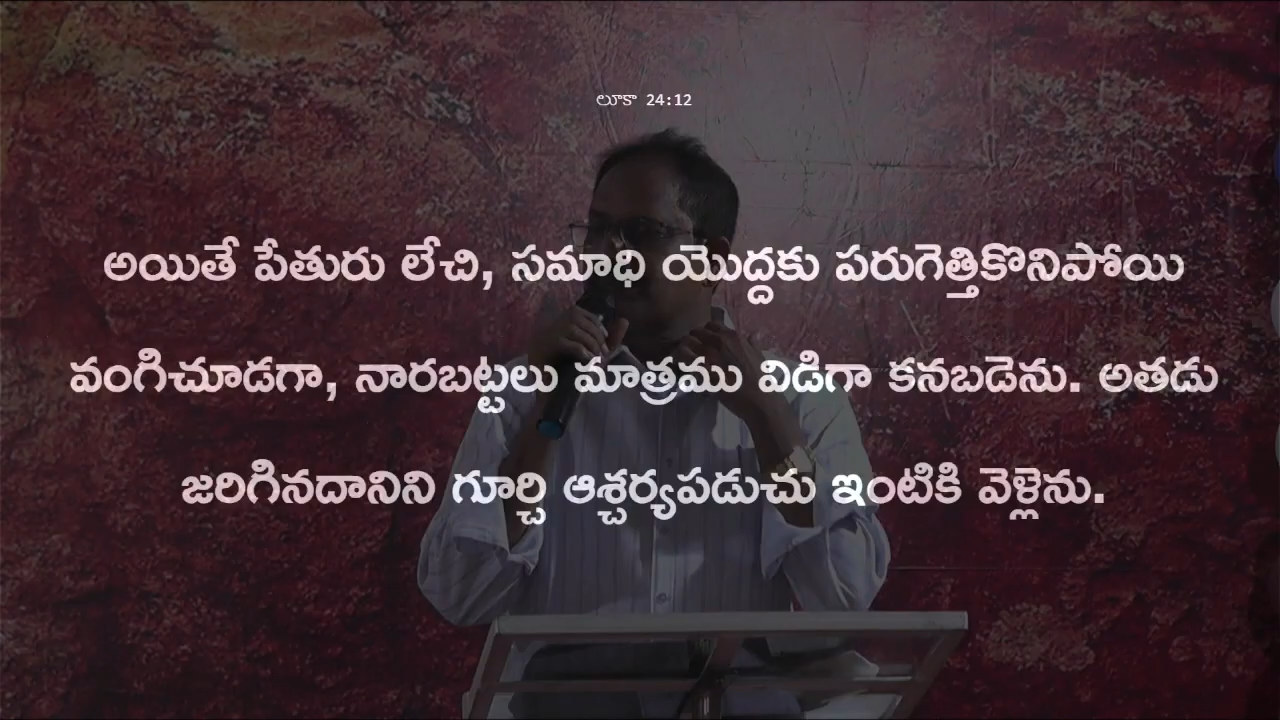 లూకా 24:12
అయితే పేతురు లేచి, సమాధి యొద్దకు పరుగెత్తికొనిపోయి
వంగిచూడగా, నారబట్టలు మాత్రము విడిగా కనబడెను. అతడు
జరిగినదానిని గూర్చి ఆశ్చర్యపడుచు ఇంటికి వెళ్లెను.